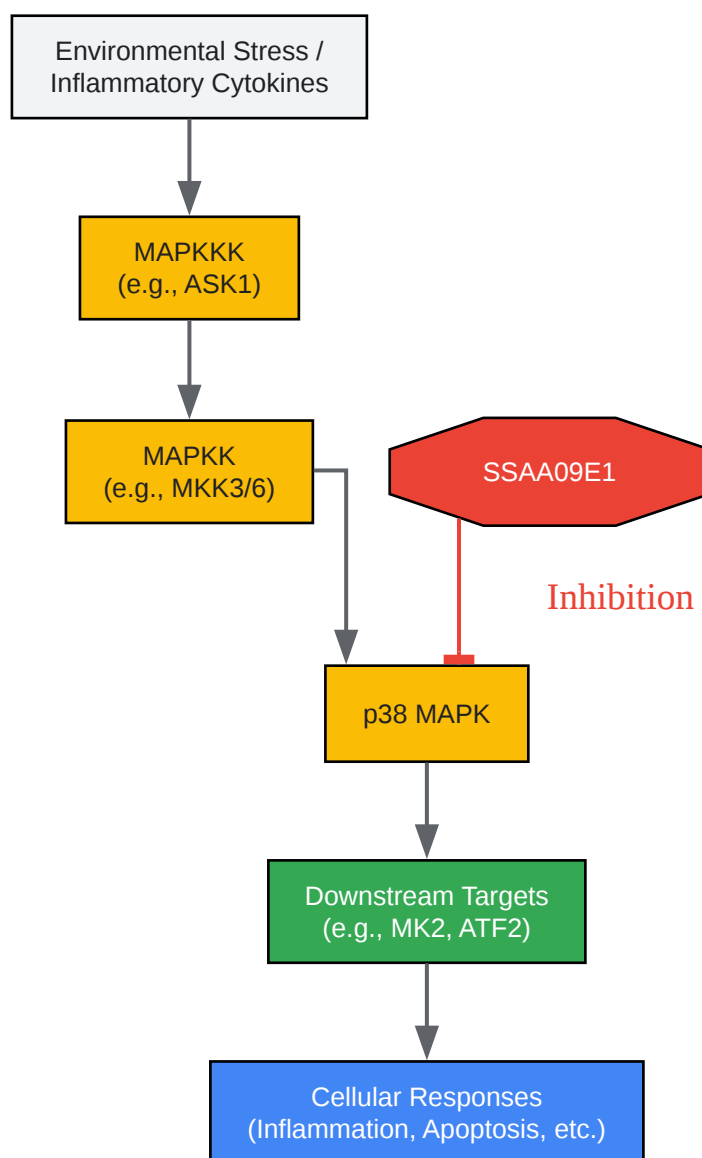 Environmental Stress /
Inflammatory Cytokines
MAPKKK
(e.g., ASK1)
MAPKK
(e.g., MKK3/6)
SSAA09E1
Inhibition
p38 MAPK
Downstream Targets
(e.g., MK2, ATF2)
Cellular Responses
(Inflammation, Apoptosis, etc.)